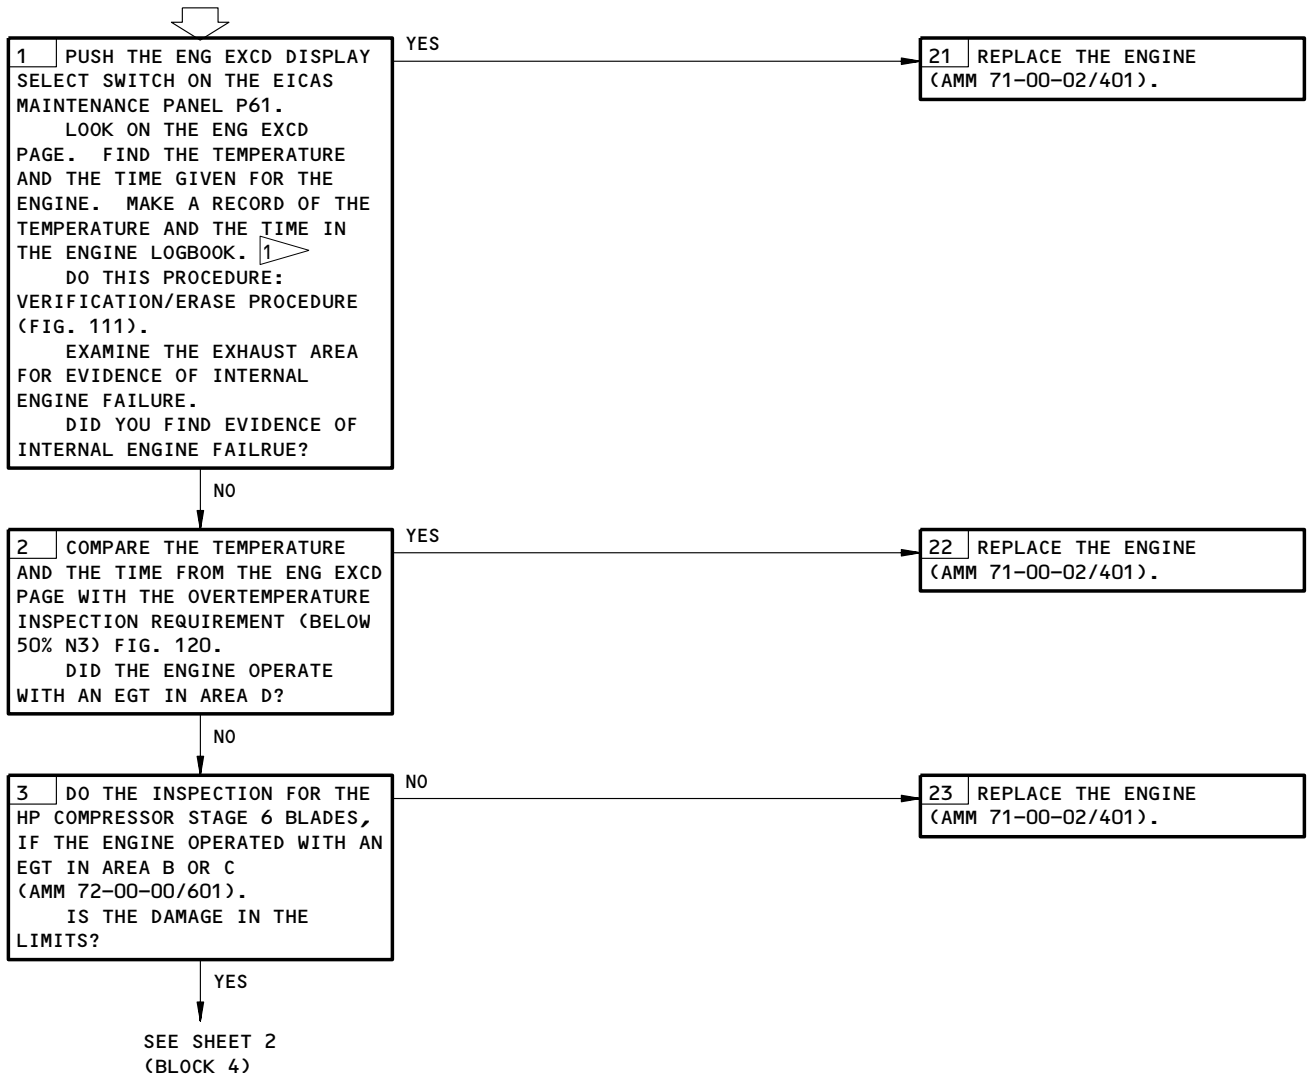 1 PUSH THE ENG EXCD DISPLAY
SELECT SWITCH ON THE EICAS
MAINTENANCE PANEL P61.
LOOK ON THE ENG EXCD
PAGE. FIND THE TEMPERATURE
AND THE TIME GIVEN FOR THE
ENGINE. MAKE A RECORD OF THE
TEMPERATURE AND THE TIME IN
THE ENGINE LOGBOOK. 1
DO THIS PROCEDURE:
VERIFICATION/ERASE PROCEDURE
(FIG. 111).
EXAMINE THE EXHAUST AREA
FOR EVIDENCE OF INTERNAL
ENGINE FAILURE.
DID YOU FIND EVIDENCE OF
INTERNAL ENGINE FAILRUE?
YES
21 REPLACE THE ENGINE
(AMM 71-00-02/401).
NO
2 COMPARE THE TEMPERATURE
AND THE TIME FROM THE ENG EXCD
PAGE WITH THE OVERTEMPERATURE
INSPECTION REQUIREMENT (BELOW
50% N3) FIG. 120.
DID THE ENGINE OPERATE
WITH AN EGT IN AREA D?
YES
22 REPLACE THE ENGINE
(AMM 71-00-02/401).
NO
3 DO THE INSPECTION FOR THE
HP COMPRESSOR STAGE 6 BLADES,
IF THE ENGINE OPERATED WITH AN
EGT IN AREA B OR C
(AMM 72-00-00/601).
IS THE DAMAGE IN THE
LIMITS?
NO
23 REPLACE THE ENGINE
(AMM 71-00-02/401).
YES
SEE SHEET 2
(BLOCK 4)